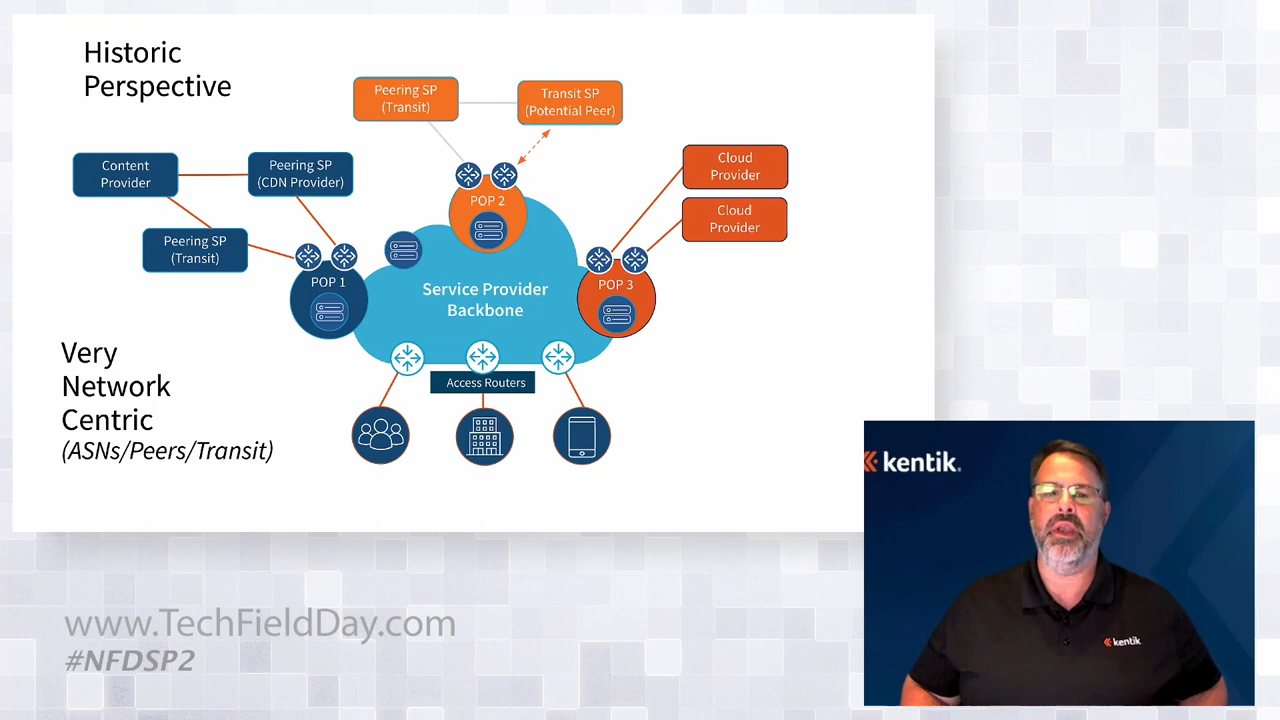 Historic
Perspective
Peering SP
(Transit)
Transit SP
(Potential Peer)
Content
Provider
Peering SP
(CDN Provider)
Cloud
Provider
Cloud
Provider
Peering SP
(Transit)
POP 2
POP 1
POP 3
Service Provider
Backbone
Very
Network
Centric
(ASNs/Peers/Transit)
Access Routers
kentik.
kentik
www.TechFieldDay.com
#NFDSP2